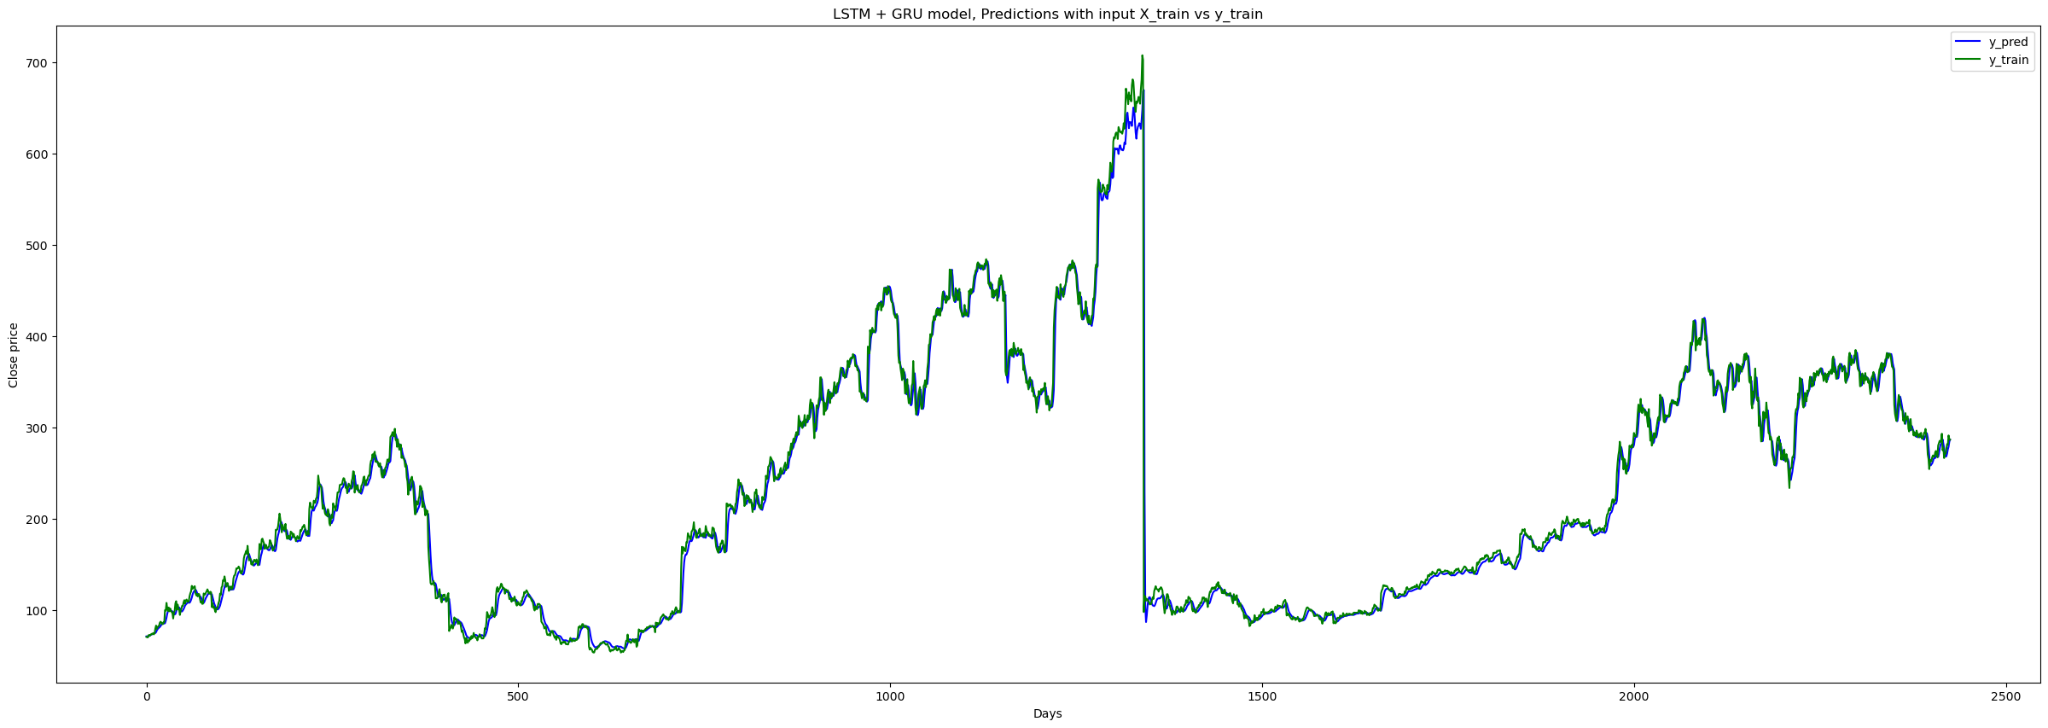 LSTM + GRU model, Predictions with input X_train vs y_train
y_pred
y_train
Close price
700
600
500
400
300
200
100
0
500
1000
1500
2000
2500
Days